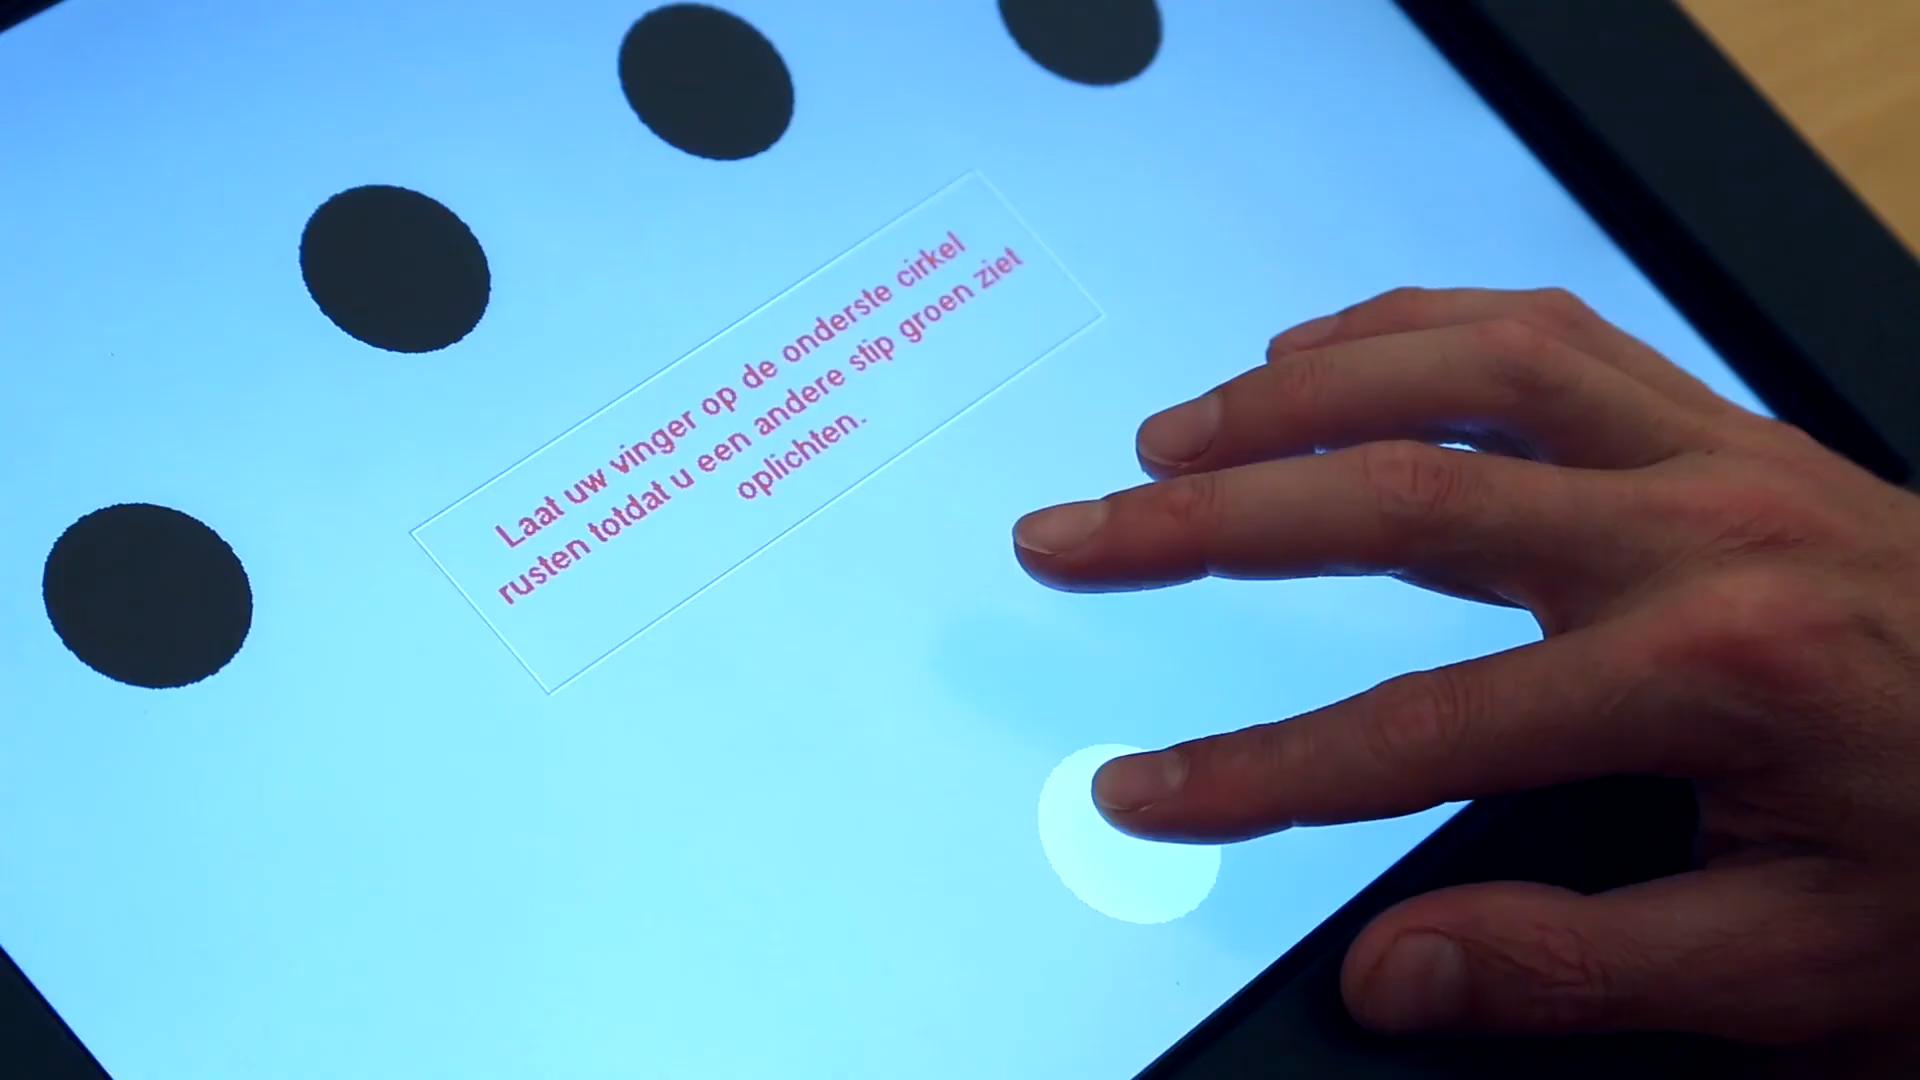 Laat uw vinger op de onderste cirkel
rusten totdat u een andere stip groen ziet
oplichten.